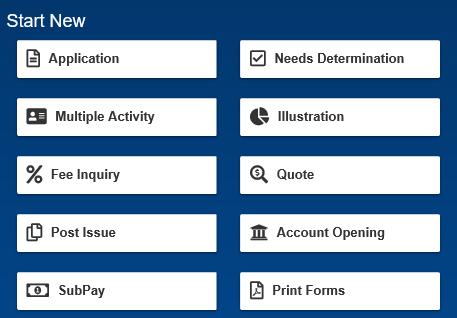 Start New
Application
Needs Determination
Multiple Activity
Illustration
Fee Inquiry
Quote
Post Issue
Account Opening
SubPay
Print Forms